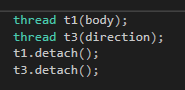 thread t1(body);
thread t3(direction);
t1.detach();
t3.detach();